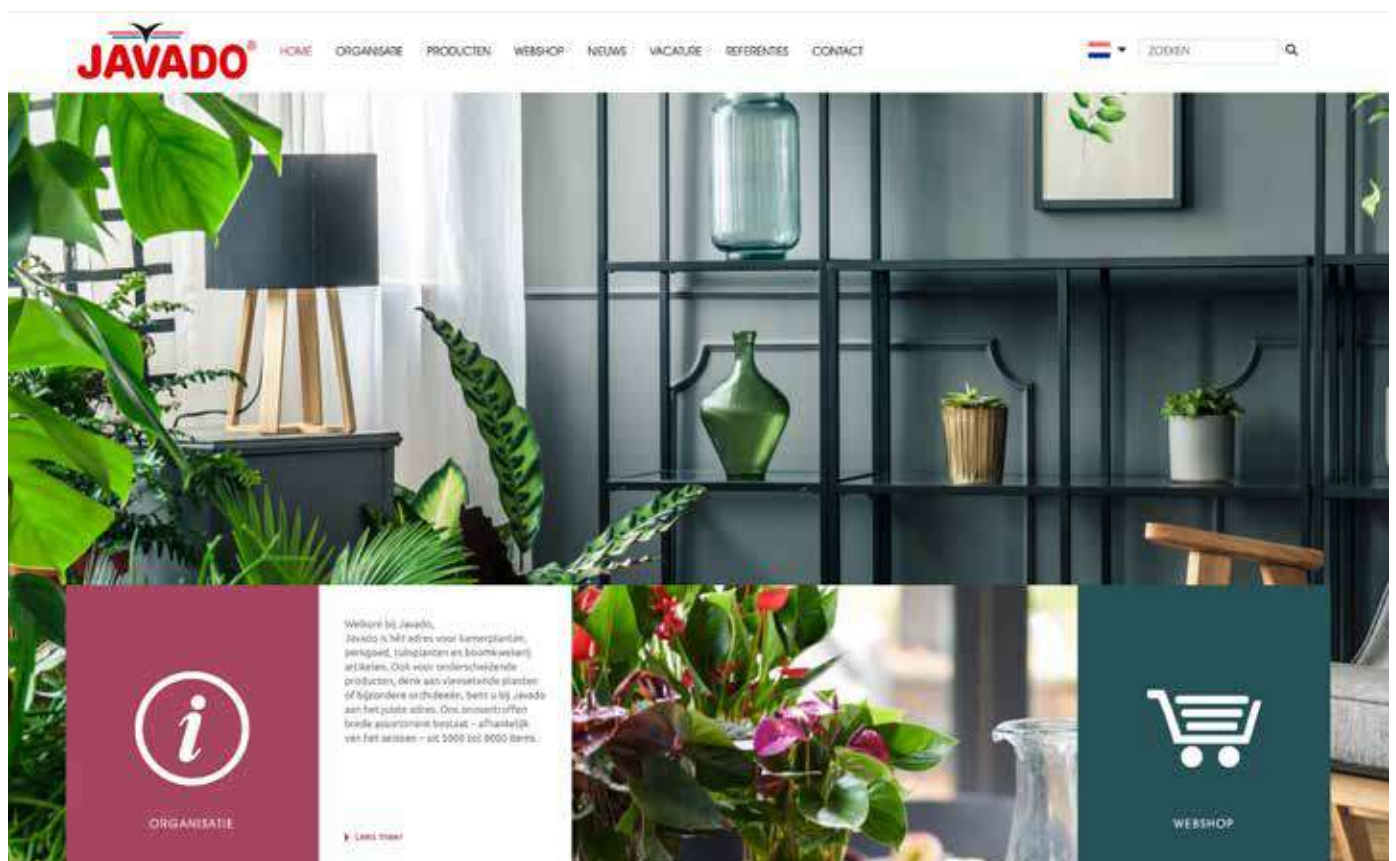 JAVADO®
HOME ORGANISATIE PRODUCTEN WEBSHOP NIEUWS VACATURE REFERENTIES CONTACT
ZOEKEN
Welkom bij Javado,
Javado is hét adres voor kamerplanten,
perkgoed, tuinplanten en boomkwekerij
artikelen. Ook voor onderscheidende
producten, denk aan vleesetende planten
of bijzondere orchideeën, bent u bij Javado
aan het juiste adres. Ons onovertroffen
brede assortiment bestaat – afhankelijk
van het seizoen – uit 5000 tot 8000 items.
Lees meer
ORGANISATIE
WEBSHOP